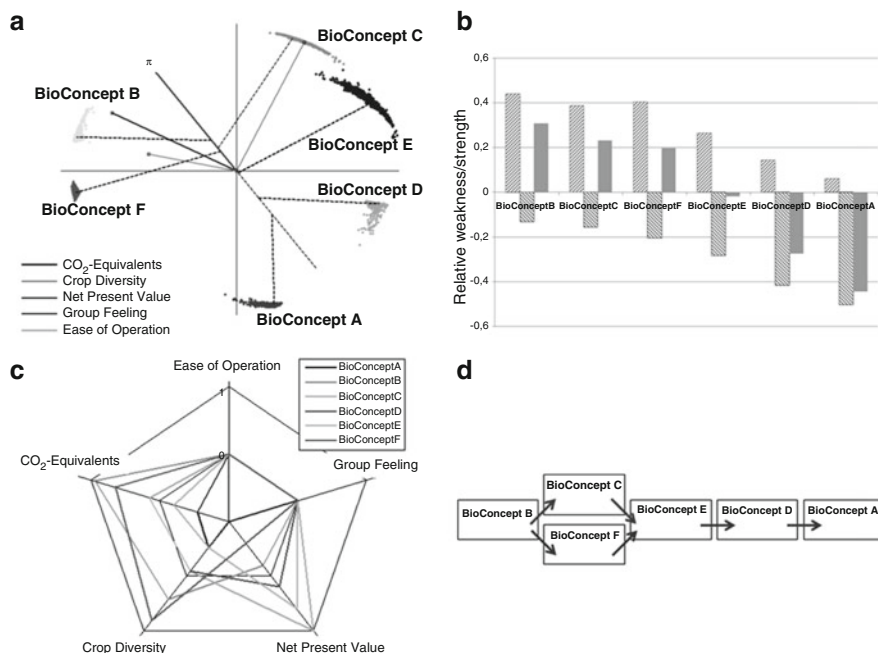 a
BioConcept C
π
BioConcept B
BioConcept E
BioConcept D
BioConcept F
CO₂-Equivalents
Crop Diversity
Net Present Value
Group Feeling
Ease of Operation
BioConcept A
b
Relative weakness/strength
0,6
0,4
0,2
0
-0,2
-0,4
-0,6
BioConceptB
BioConceptC
BioConceptF
BioConceptE
BioConceptD
BioConceptA
c
Ease of Operation
1
0
BioConceptA
BioConceptB
BioConceptC
BioConceptD
BioConceptE
BioConceptF
CO₂-Equivalents
Group Feeling
Crop Diversity
Net Present Value
d
BioConcept B
BioConcept C
BioConcept F
BioConcept E
BioConcept D
BioConcept A